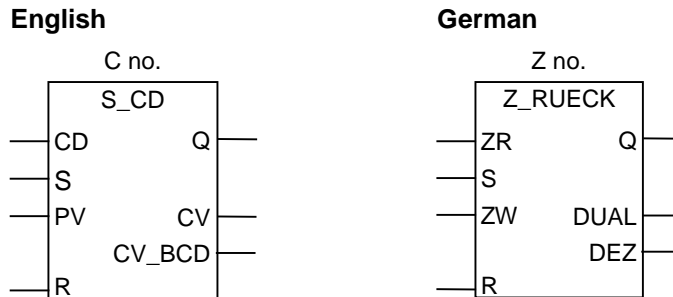 English
C no.
S_CD
CD Q
S
PV CV
CV_BCD
R
German
Z no.
Z_RUECK
ZR Q
S
ZW DUAL
DEZ
R